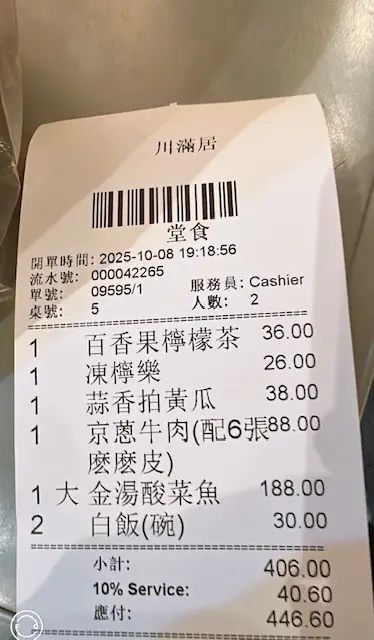 川滿居
堂食
開單時間: 2025-10-08 19:18:56
流水號: 000042265
單號: 09595/1 服務員: Cashier
桌號: 5 人數: 2
1 百香果檸檬茶 36.00
1 凍檸樂 26.00
1 蒜香拍黃瓜 38.00
1 京蔥牛肉(配6張 88.00
麽麽皮)
1 大 金湯酸菜魚 188.00
2 白飯(碗) 30.00
小計: 406.00
10% Service: 40.60
應付: 446.60